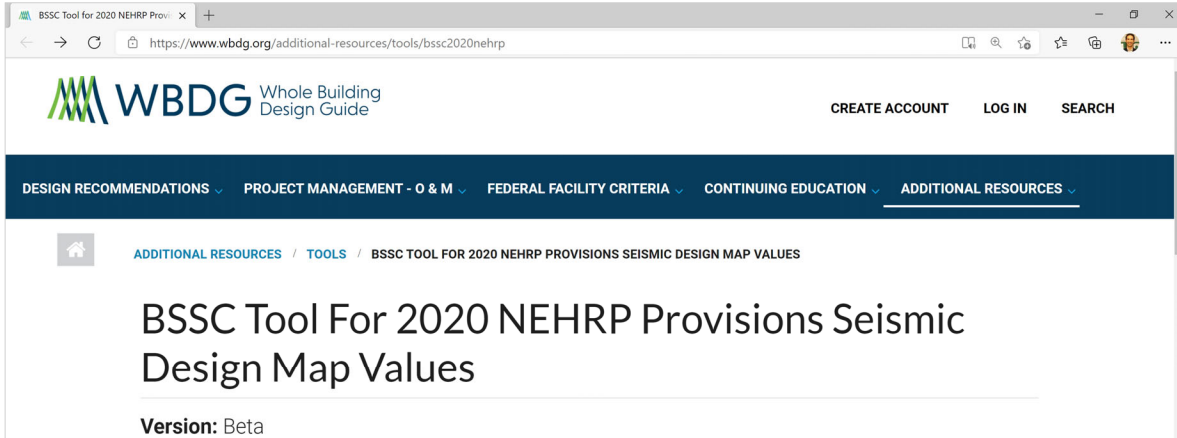 BSSC Tool for 2020 NEHRP Provi
https://www.wbdg.org/additional-resources/tools/bssc2020nehrp
WBDG Whole Building
Design Guide
CREATE ACCOUNT LOG IN SEARCH
DESIGN RECOMMENDATIONS PROJECT MANAGEMENT - O & M FEDERAL FACILITY CRITERIA CONTINUING EDUCATION ADDITIONAL RESOURCES
ADDITIONAL RESOURCES / TOOLS / BSSC TOOL FOR 2020 NEHRP PROVISIONS SEISMIC DESIGN MAP VALUES
BSSC Tool For 2020 NEHRP Provisions Seismic
Design Map Values
Version: Beta